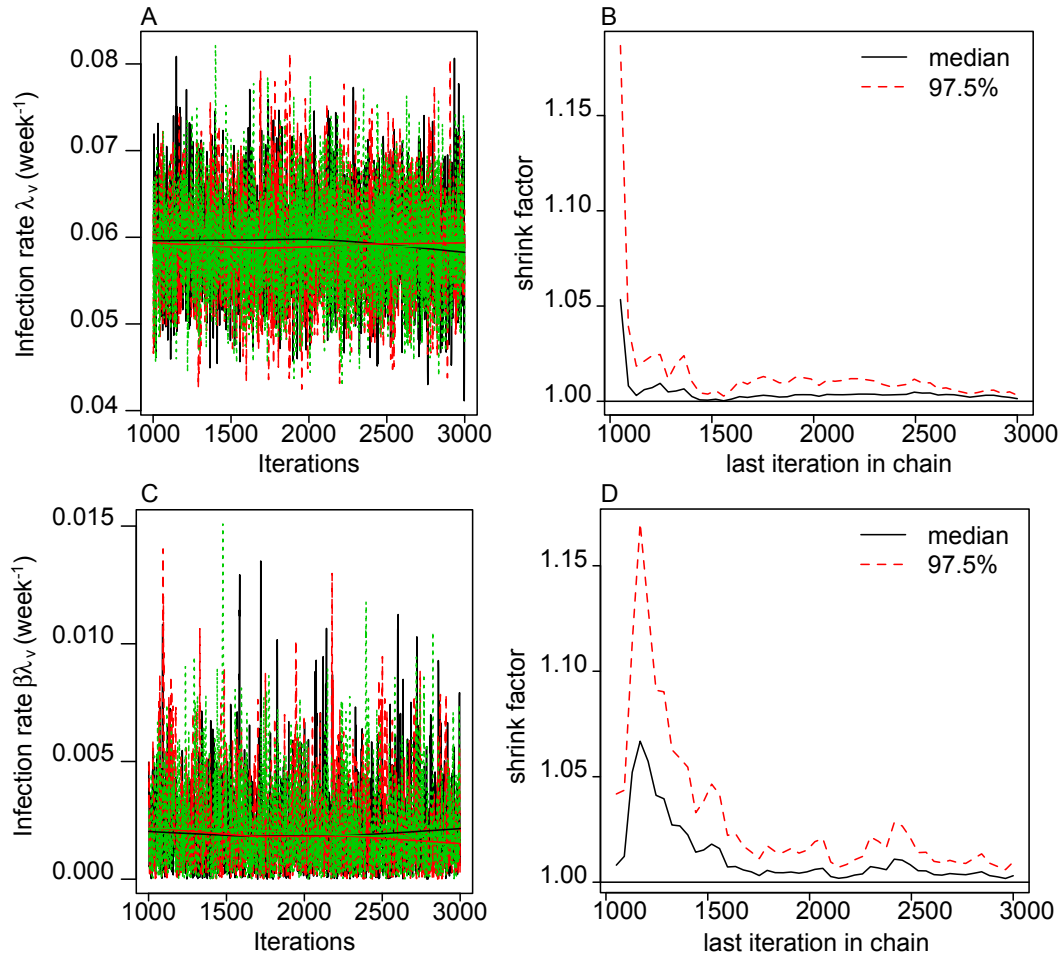 A
Infection rate λᵥ (week⁻¹)
0.08
0.07
0.06
0.05
0.04
1000 1500 2000 2500 3000
Iterations
B
median
97.5%
shrink factor
1.15
1.10
1.05
1.00
1000 1500 2000 2500 3000
last iteration in chain
C
Infection rate βλᵥ (week⁻¹)
0.015
0.010
0.005
0.000
1000 1500 2000 2500 3000
Iterations
D
median
97.5%
shrink factor
1.15
1.10
1.05
1.00
1000 1500 2000 2500 3000
last iteration in chain